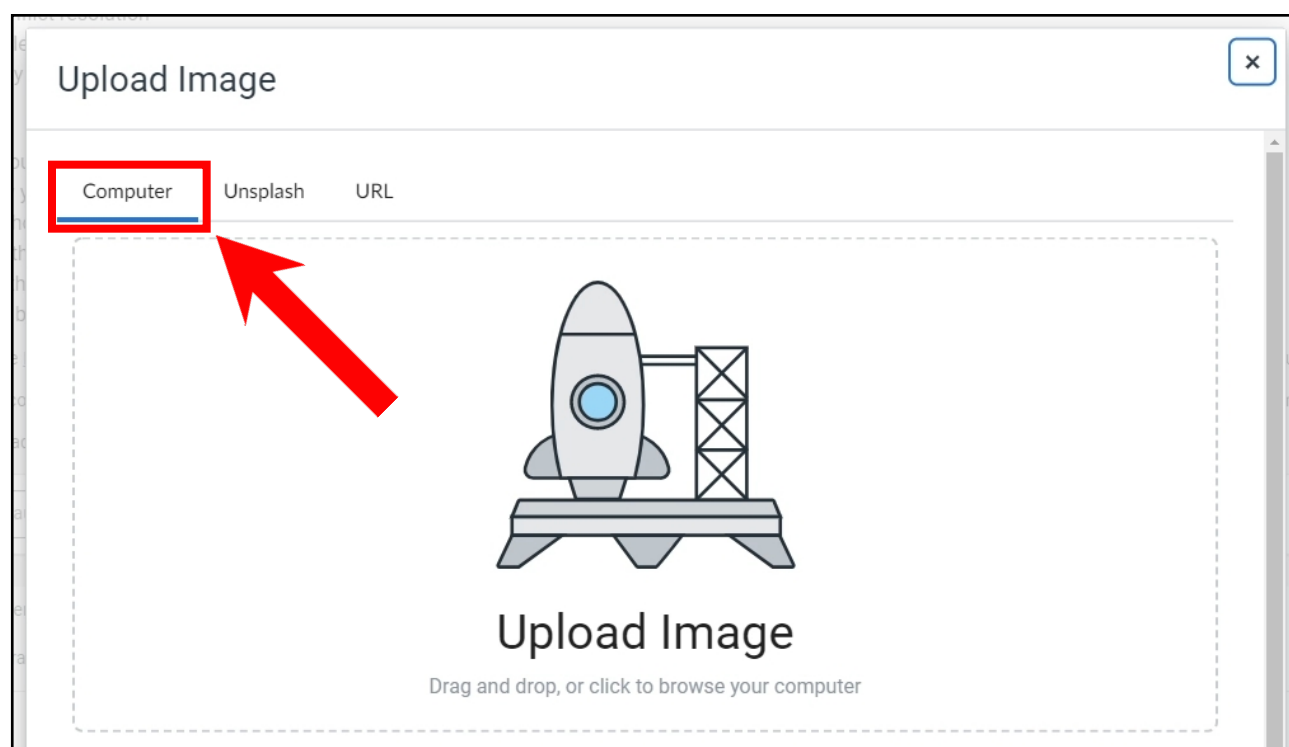 Upload Image
×
Computer Unsplash URL
Upload Image
Drag and drop, or click to browse your computer